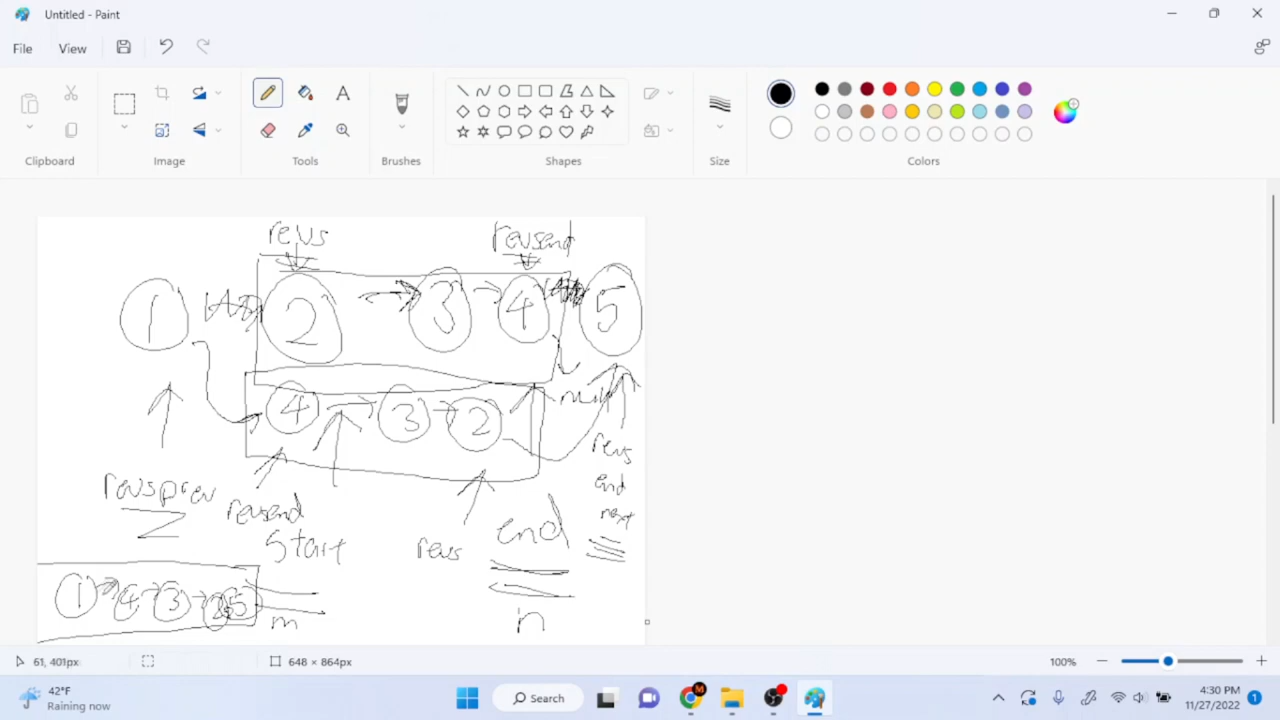 Untitled - Paint
File
View
Clipboard
Image
Tools
Brushes
Shapes
Size
Colors
revs
revsend
1
2
3
4
5
null
4
3
2
revs
end
next
revsprev
revsend
start
revs
end
1
4
3
2
5
m
n
61, 401px
648 × 864px
100%
42°F
Raining now
Search
4:30 PM
11/27/2022